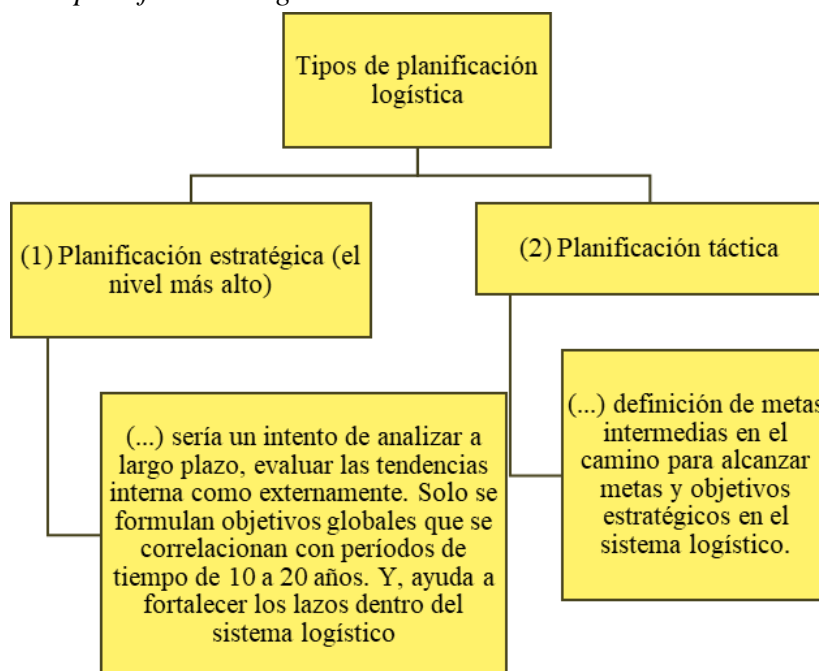 Tipos de planificación
logística
(1) Planificación estratégica (el
nivel más alto)
(2) Planificación táctica
(...) sería un intento de analizar a
largo plazo, evaluar las tendencias
interna como externamente. Solo se
formulan objetivos globales que se
correlacionan con períodos de
tiempo de 10 a 20 años. Y, ayuda a
fortalecer los lazos dentro del
sistema logístico
(...) definición de metas
intermedias en el
camino para alcanzar
metas y objetivos
estratégicos en el
sistema logístico.